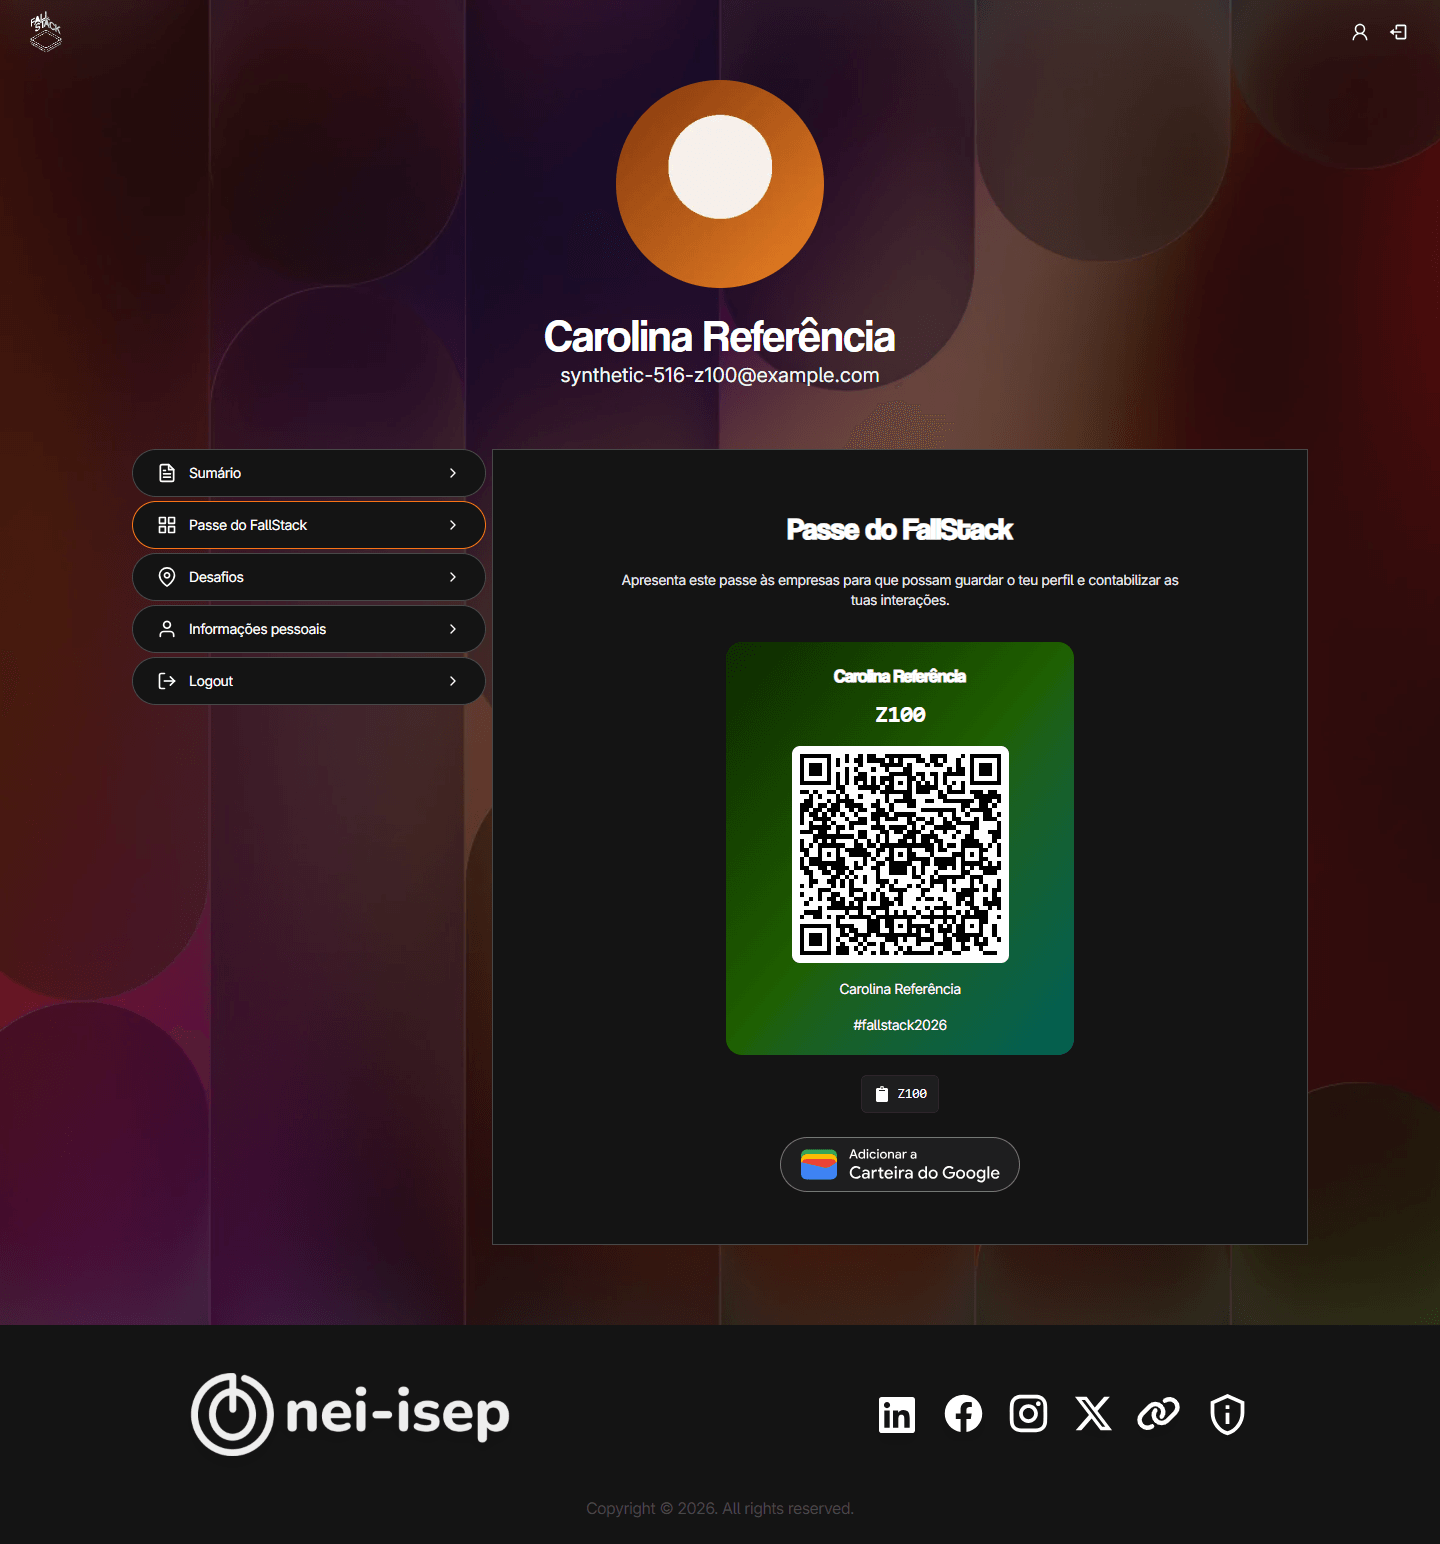 FALL
STACK
Carolina Referência
synthetic-516-z100@example.com
Sumário
Passe do FallStack
Desafios
Informações pessoais
Logout
Passe do FallStack
Apresenta este passe às empresas para que possam guardar o teu perfil e contabilizar as
tuas interações.
Carolina Referência
Z100
Carolina Referência
#fallstack2026
Z100
Adicionar a
Carteira do Google
nei-isep
Copyright © 2026. All rights reserved.